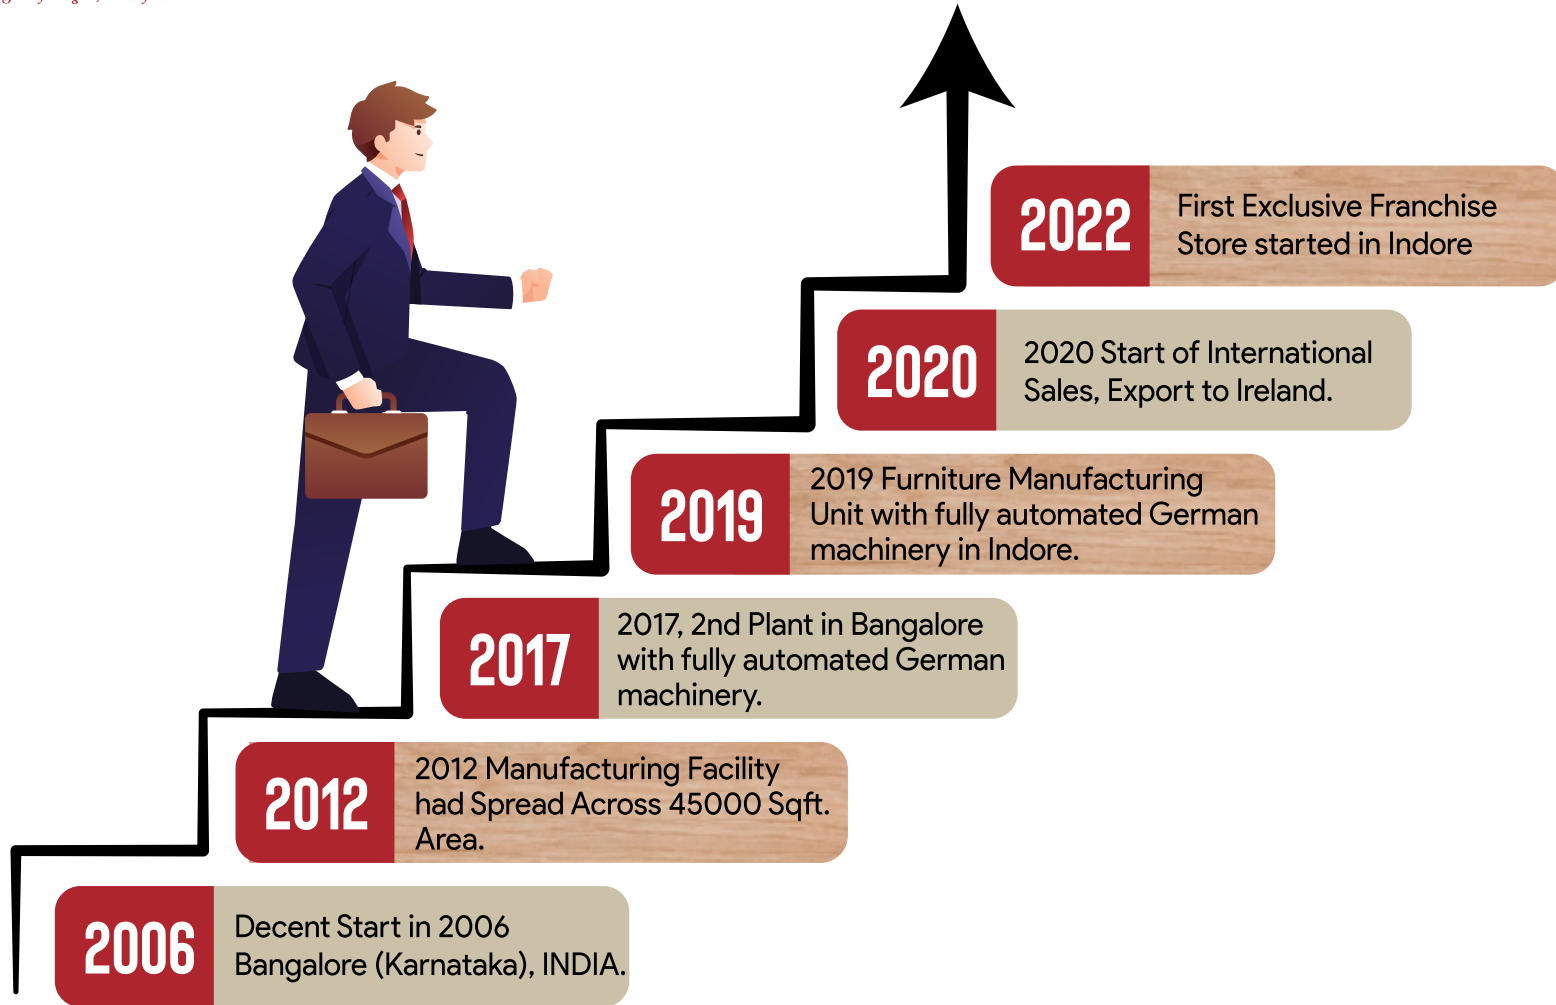 2022
First Exclusive Franchise
Store started in Indore
2020
2020 Start of International
Sales, Export to Ireland.
2019
2019 Furniture Manufacturing
Unit with fully automated German
machinery in Indore.
2017
2017, 2nd Plant in Bangalore
with fully automated German
machinery.
2012
2012 Manufacturing Facility
had Spread Across 45000 Sqft.
Area.
2006
Decent Start in 2006
Bangalore (Karnataka), INDIA.